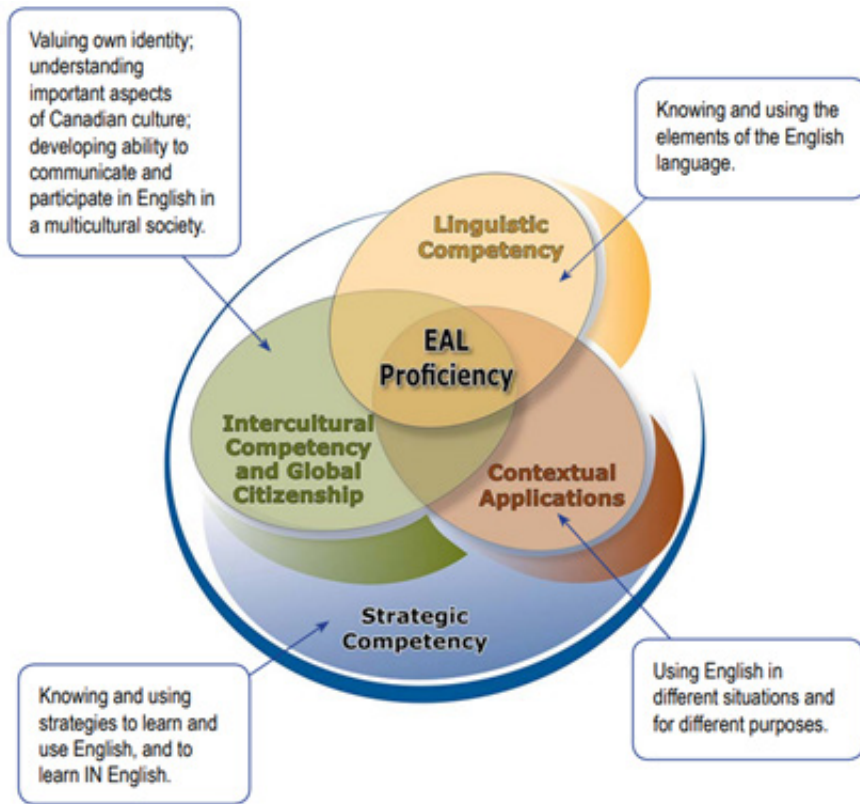 Valuing own identity;
understanding
important aspects
of Canadian culture;
developing ability to
communicate and
participate in English in
a multicultural society.
Knowing and using the
elements of the English
language.
Linguistic
Competency
EAL
Proficiency
Intercultural
Competency
and Global
Citizenship
Contextual
Applications
Strategic
Competency
Knowing and using
strategies to learn and
use English, and to
learn IN English.
Using English in
different situations and
for different purposes.